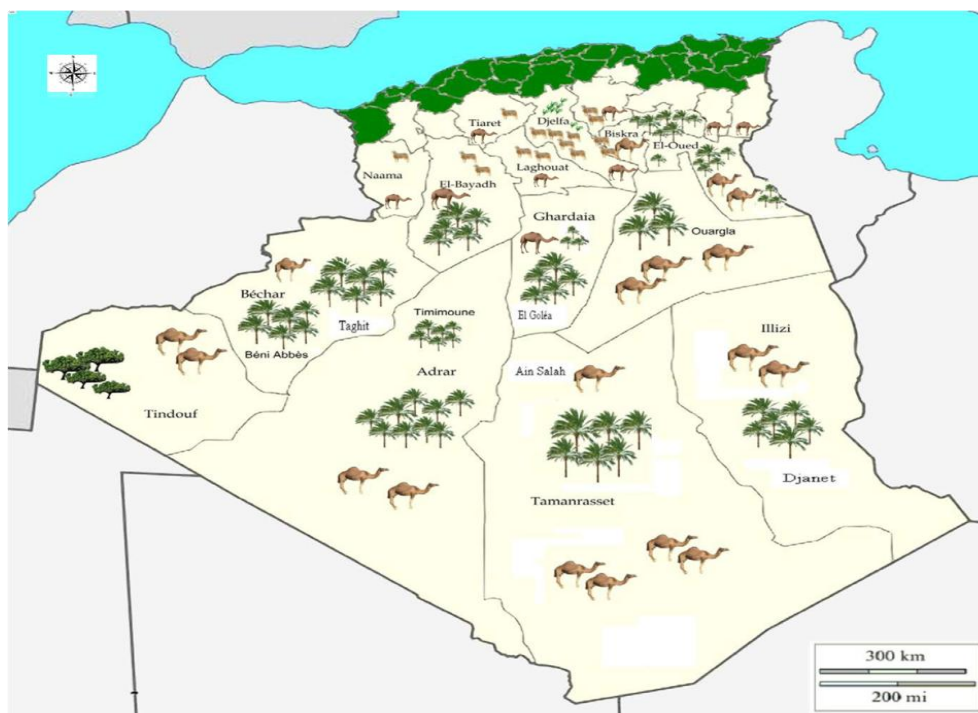 Tiaret
Djelfa
Biskra
El-Oued
Naama
El-Bayadh
Laghouat
Ghardaia
Ouargla
Béchar
Taghit
Timimoune
El Goléa
Illizi
Béni Abbès
Adrar
Ain Salah
Tindouf
Djanet
Tamanrasset
300 km
200 mi